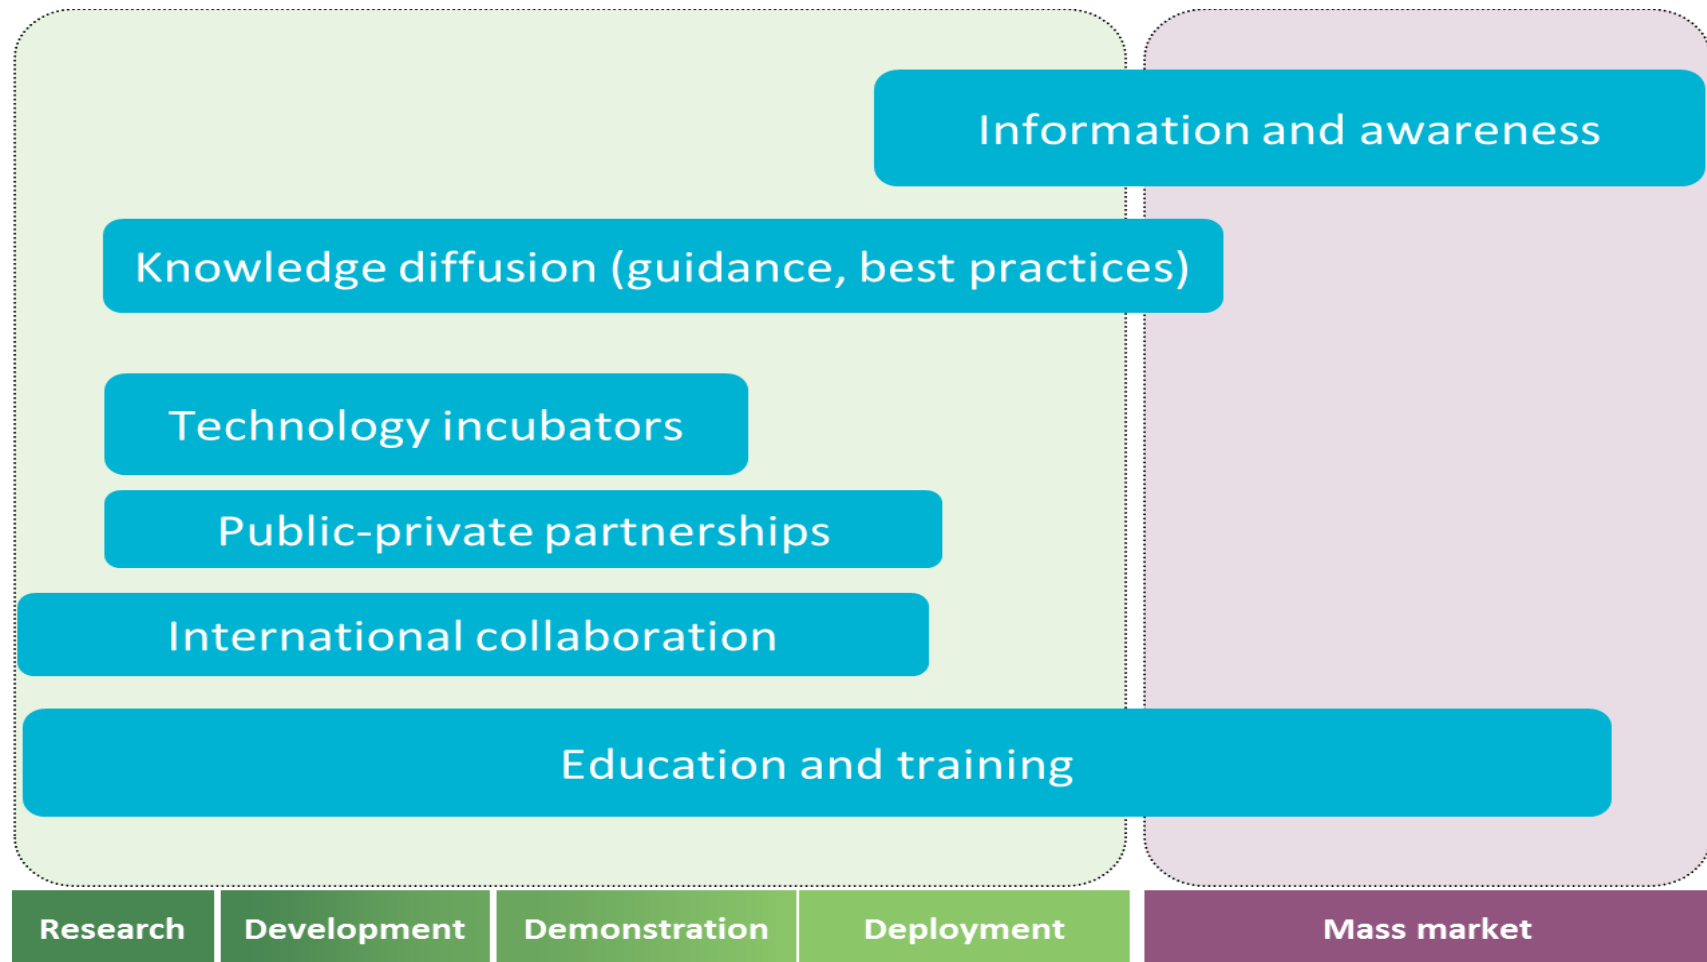 Information and awareness
Knowledge diffusion (guidance, best practices)
Technology incubators
Public-private partnerships
International collaboration
Education and training
Research
Development
Demonstration
Deployment
Mass market